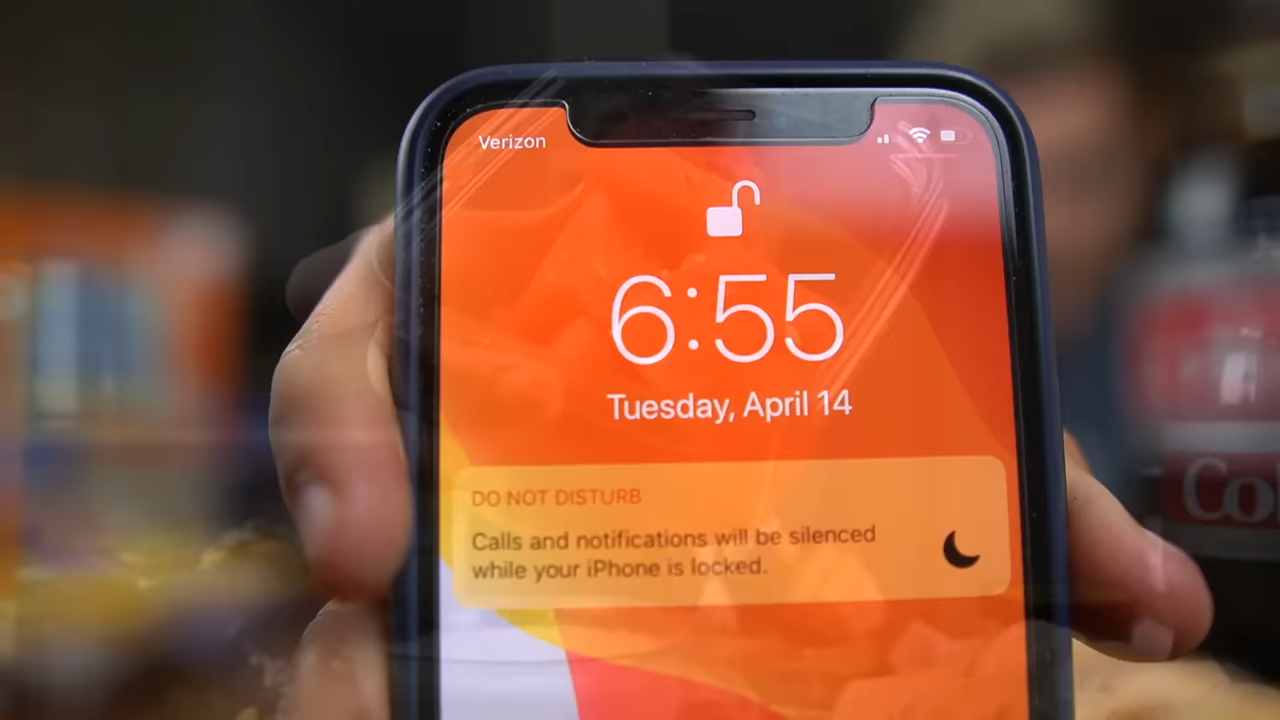 Verizon
6:55
Tuesday, April 14
DO NOT DISTURB
Calls and notifications will be silenced
while your iPhone is locked.
Co